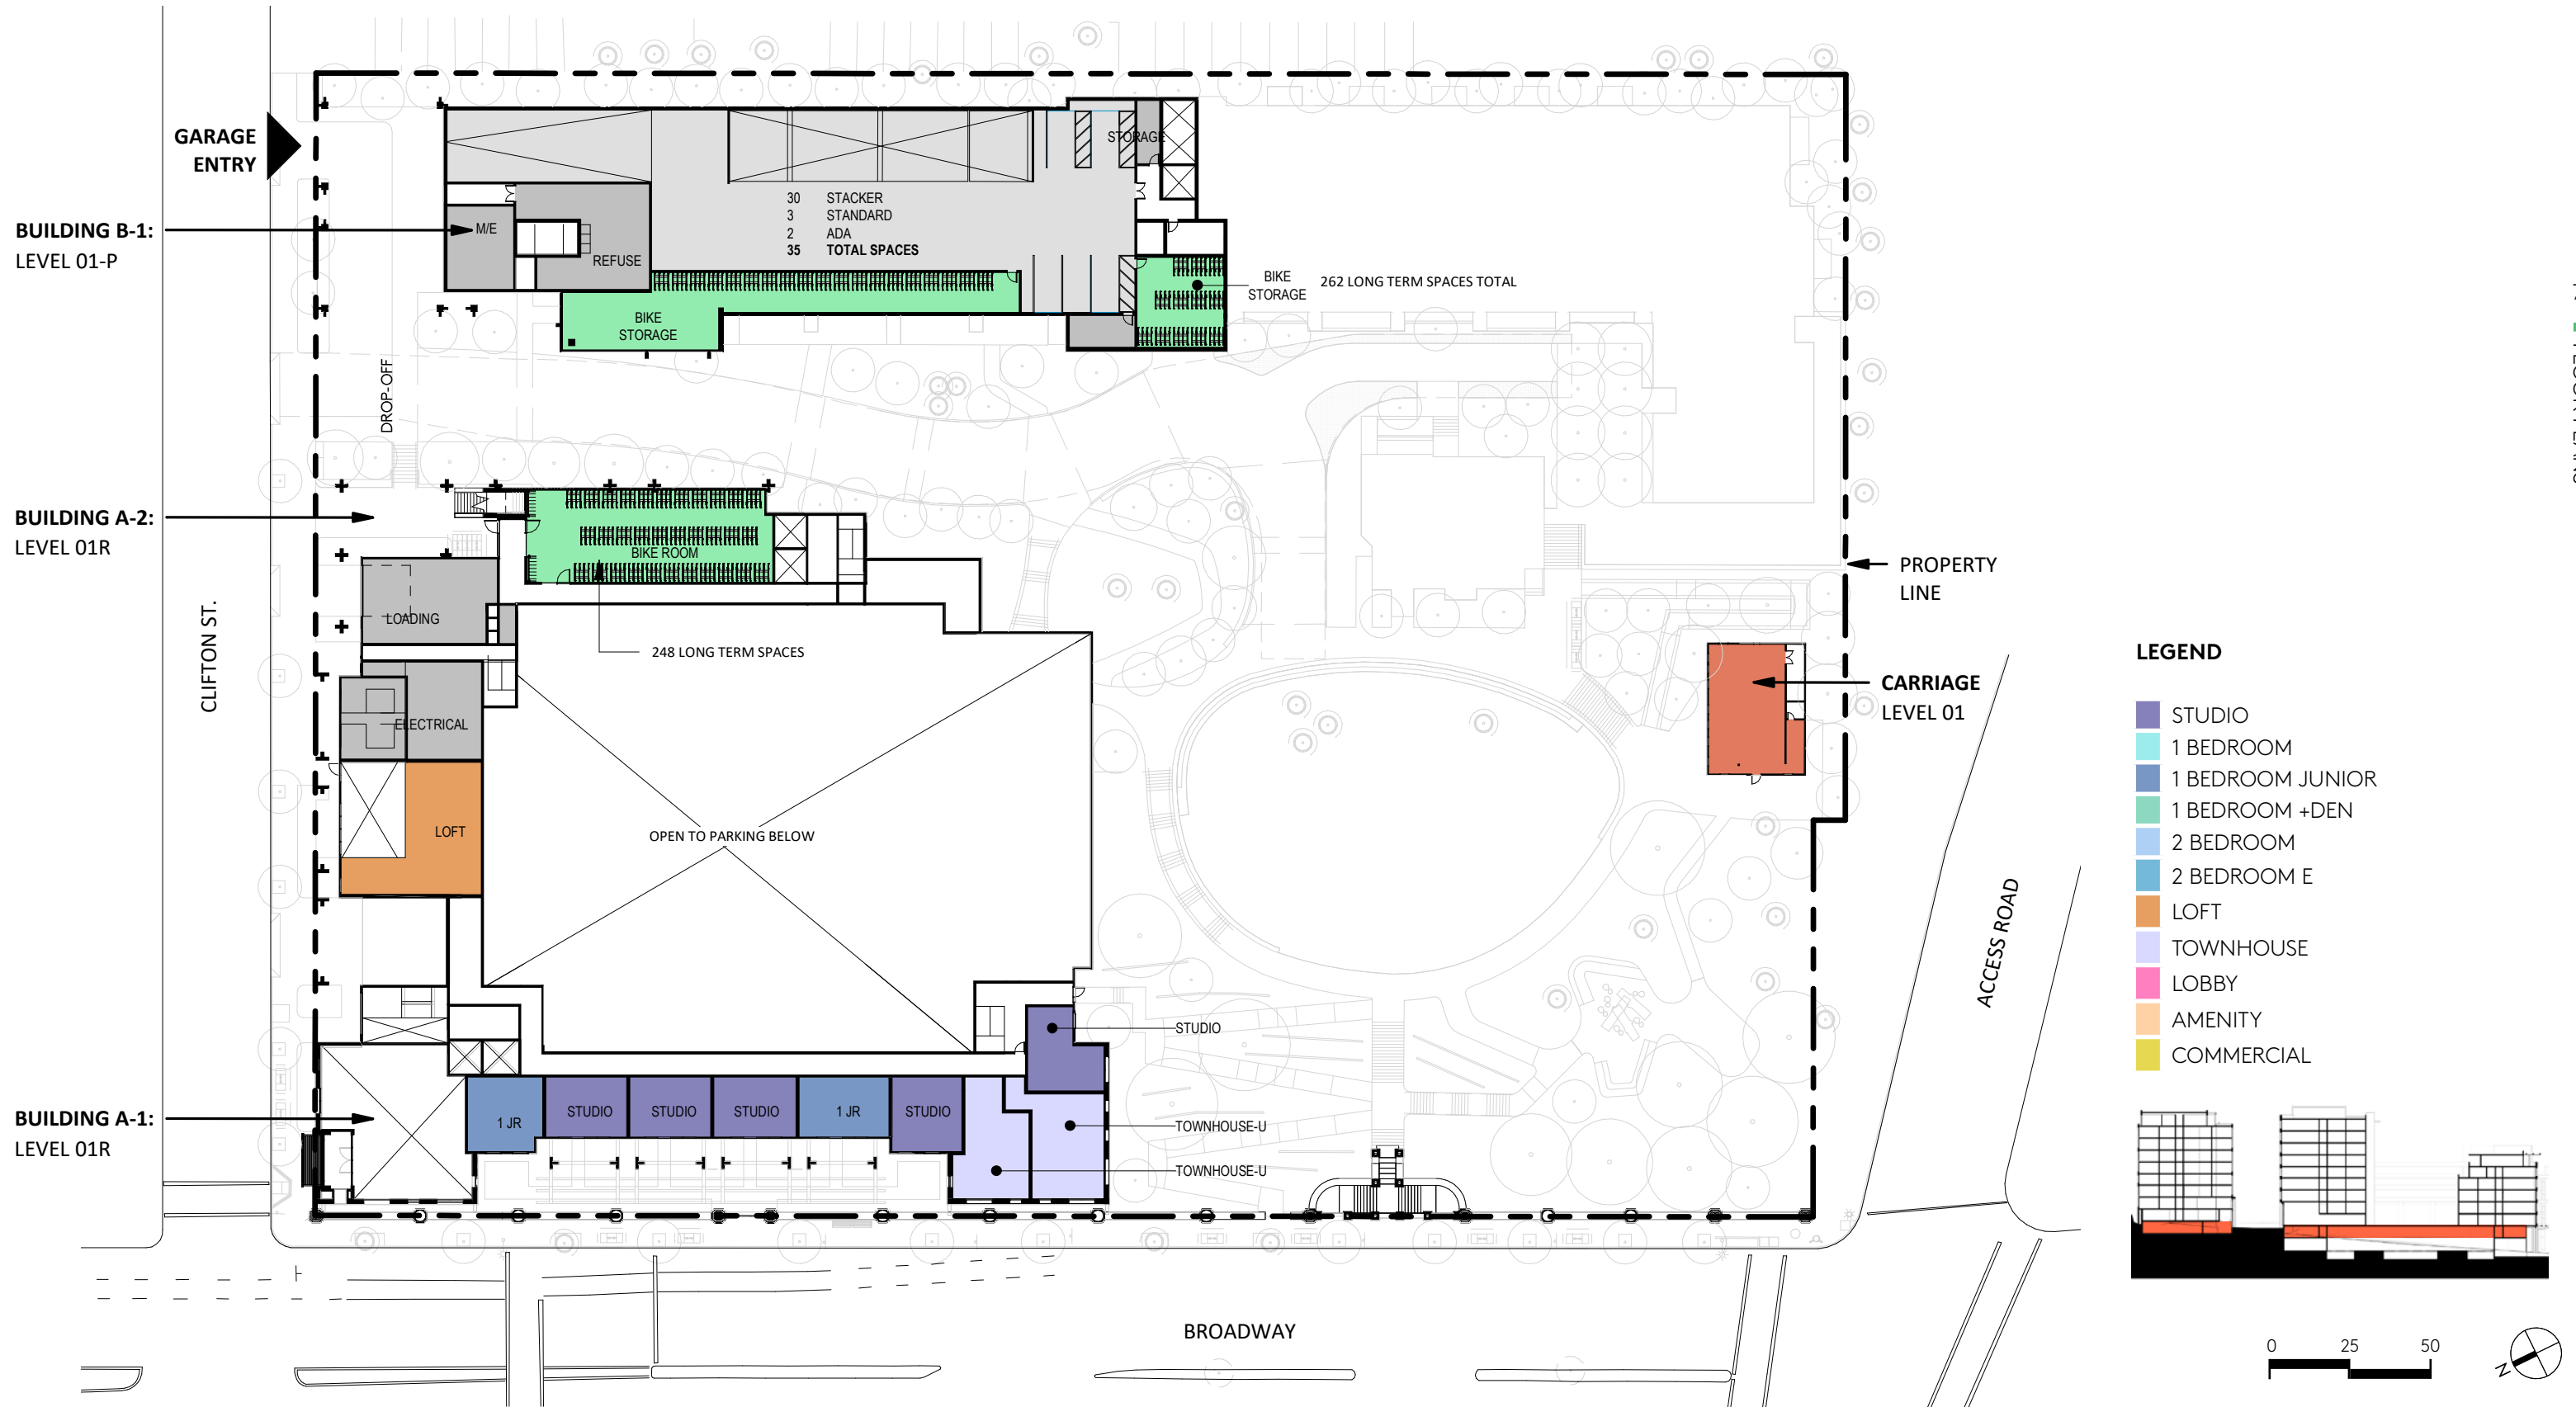 GARAGE
ENTRY
BUILDING B-1:
LEVEL 01-P
BUILDING A-2:
LEVEL 01R
BUILDING A-1:
LEVEL 01R
CLIFTON ST.
DROP-OFF
STORAGE
30 STACKER
3 STANDARD
2 ADA
35 TOTAL SPACES
M/E
REFUSE
BIKE
STORAGE
BIKE
STORAGE
262 LONG TERM SPACES TOTAL
BIKE ROOM
LOADING
248 LONG TERM SPACES
ELECTRICAL
LOFT
OPEN TO PARKING BELOW
STUDIO
1 JR
STUDIO
STUDIO
STUDIO
1 JR
STUDIO
TOWNHOUSE-U
TOWNHOUSE-U
PROPERTY
LINE
CARRIAGE
LEVEL 01
ACCESS ROAD
BROADWAY
LEGEND
STUDIO
1 BEDROOM
1 BEDROOM JUNIOR
1 BEDROOM +DEN
2 BEDROOM
2 BEDROOM E
LOFT
TOWNHOUSE
LOBBY
AMENITY
COMMERCIAL
0 25 50
N